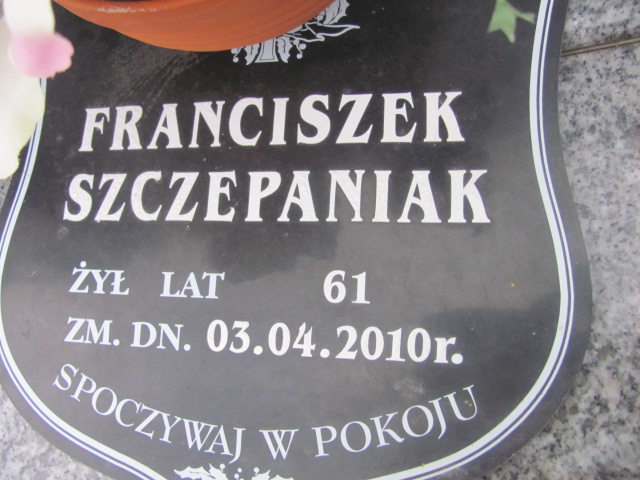 FRANCISZEK
SZCZEPANIAK
ŻYŁ LAT 61
ZM. DN. 03.04.2010r.
SPOCZYWAJ W POKOJU